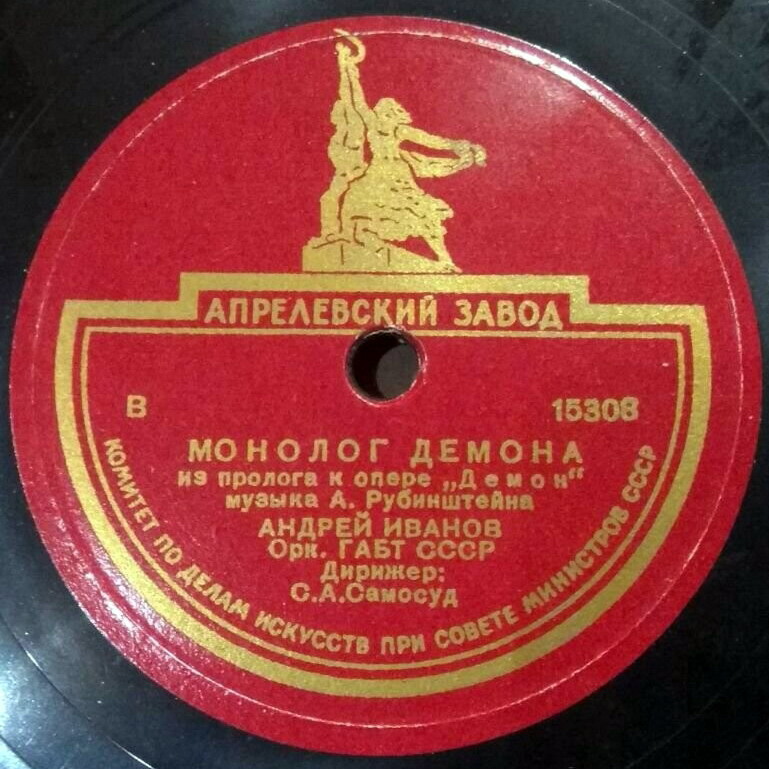 АПРЕЛЕВСКИЙ ЗАВОД
В 15308
МОНОЛОГ ДЕМОНА
из пролога к опере „Демон“
музыка А. Рубинштейна
АНДРЕЙ ИВАНОВ
Орк. ГАБТ СССР
Дирижер:
С.А.Самосуд
КОМИТЕТ ПО ДЕЛАМ ИСКУССТВ ПРИ СОВЕТЕ МИНИСТРОВ СССР